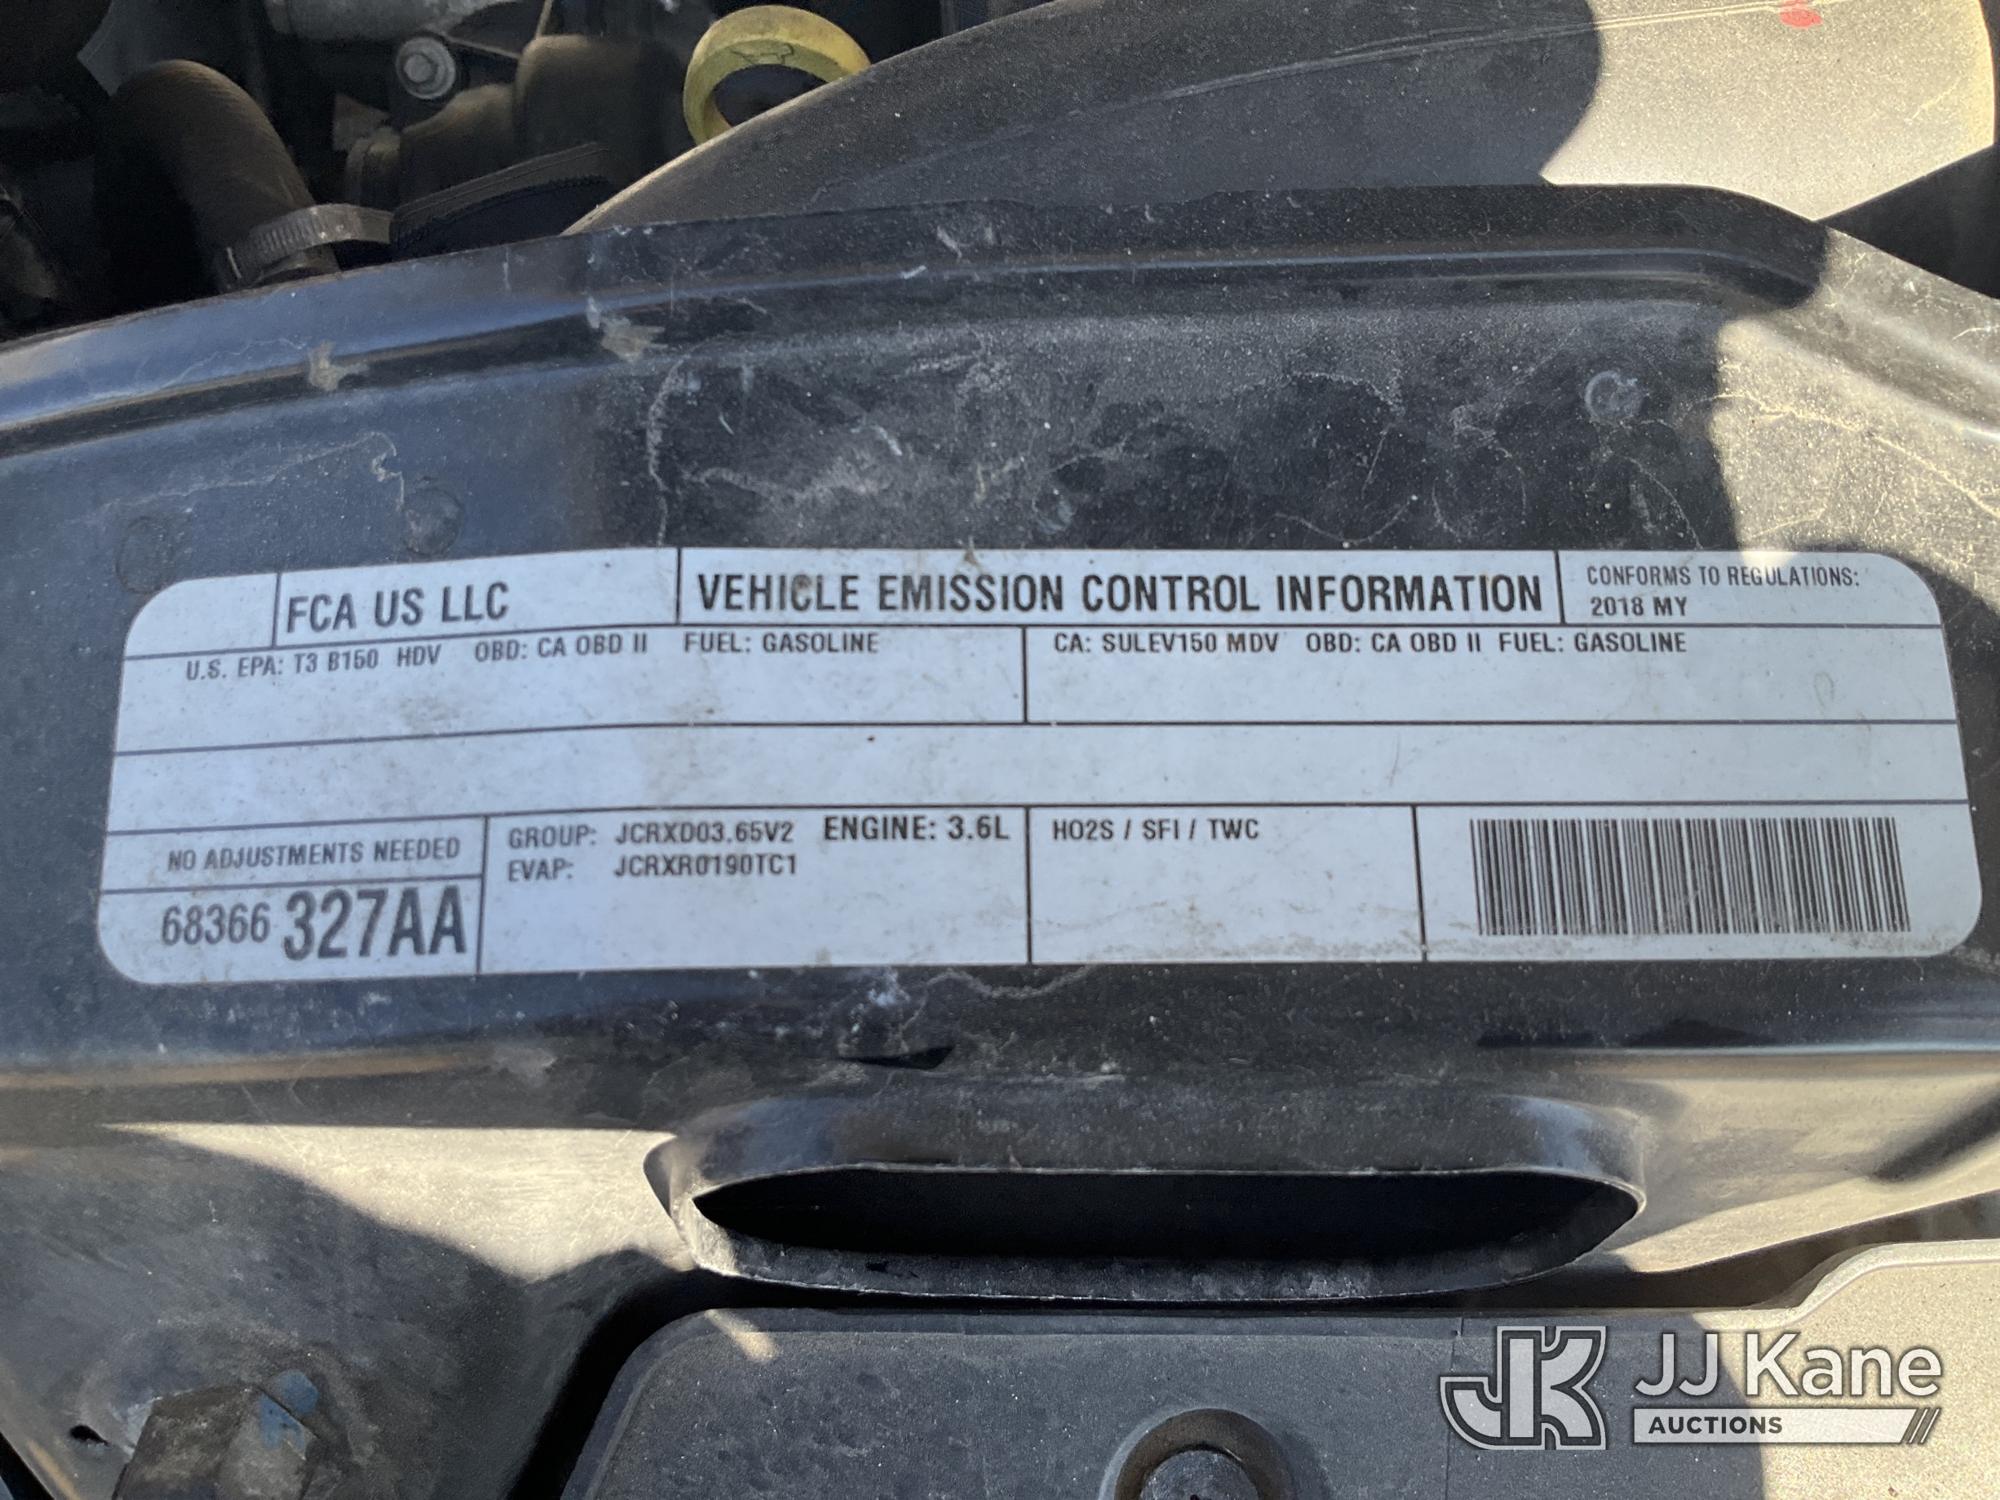 FCA US LLC
VEHICLE EMISSION CONTROL INFORMATION
CONFORMS TO REGULATIONS:
2018 MY
U.S. EPA: T3 B150 HDV OBD: CA OBD II FUEL: GASOLINE
CA: SULEV150 MDV OBD: CA OBD II FUEL: GASOLINE
NO ADJUSTMENTS NEEDED
68366 327AA
GROUP: JCRXD03.65V2 ENGINE: 3.6L
EVAP: JCRXR0190TC1
HO2S / SFI / TWC
JK JJ Kane
AUCTIONS